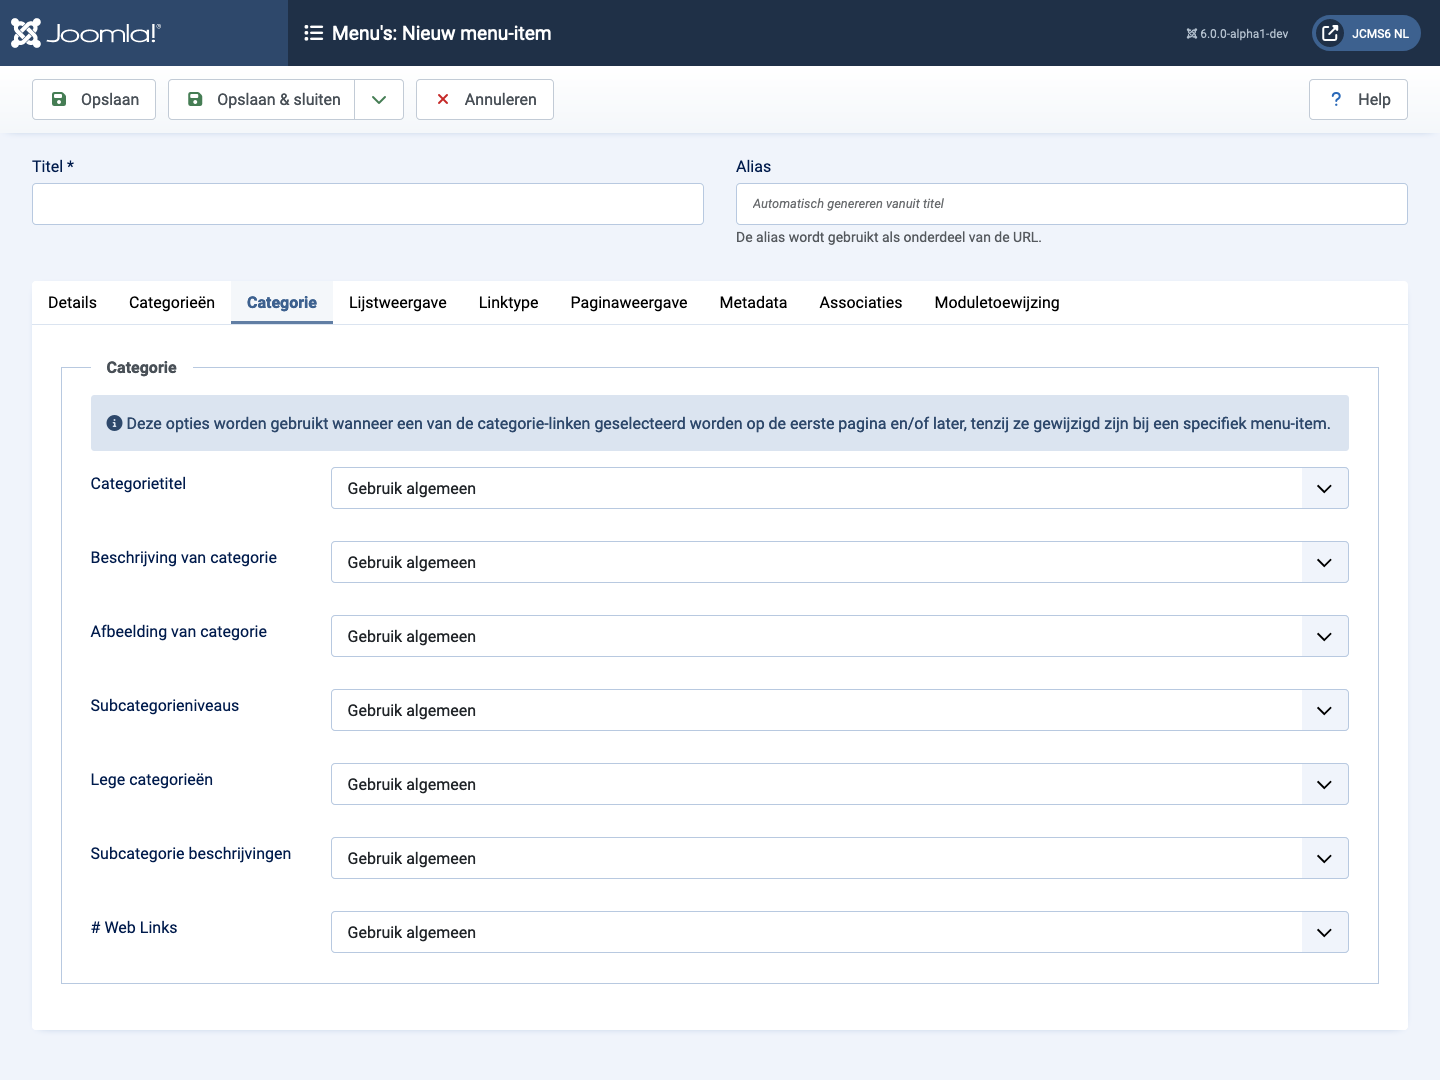 Joomla!®
Menu's: Nieuw menu-item
6.0.0-alpha1-dev
JCMS6 NL
Opslaan
Opslaan & sluiten
Annuleren
? Help
Titel *
Alias
Automatisch genereren vanuit titel
De alias wordt gebruikt als onderdeel van de URL.
Details Categorieën Categorie Lijstweergave Linktype Paginaweergave Metadata Associaties Moduletoewijzing
Categorie
Deze opties worden gebruikt wanneer een van de categorie-linken geselecteerd worden op de eerste pagina en/of later, tenzij ze gewijzigd zijn bij een specifiek menu-item.
Categorietitel
Gebruik algemeen
Beschrijving van categorie
Gebruik algemeen
Afbeelding van categorie
Gebruik algemeen
Subcategorieniveaus
Gebruik algemeen
Lege categorieën
Gebruik algemeen
Subcategorie beschrijvingen
Gebruik algemeen
# Web Links
Gebruik algemeen